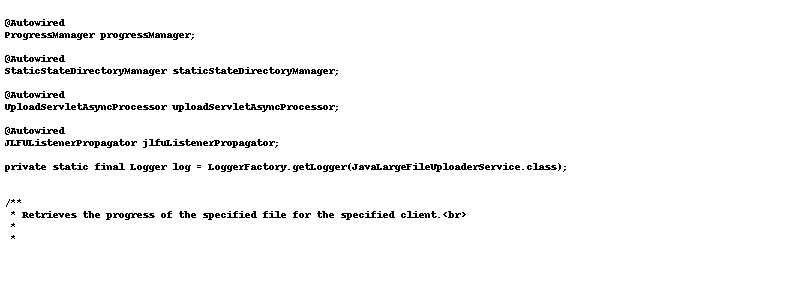 @Autowired
ProgressManager progressManager;
@Autowired
StaticStateDirectoryManager staticStateDirectoryManager;
@Autowired
UploadServletAsyncProcessor uploadServletAsyncProcessor;
@Autowired
JLFUListenerPropagator jlfuListenerPropagator;
private static final Logger log = LoggerFactory.getLogger(JavaLargeFileUploaderService.class);
/**
 * Retrieves the progress of the specified file for the specified client.<br>
 *
 *